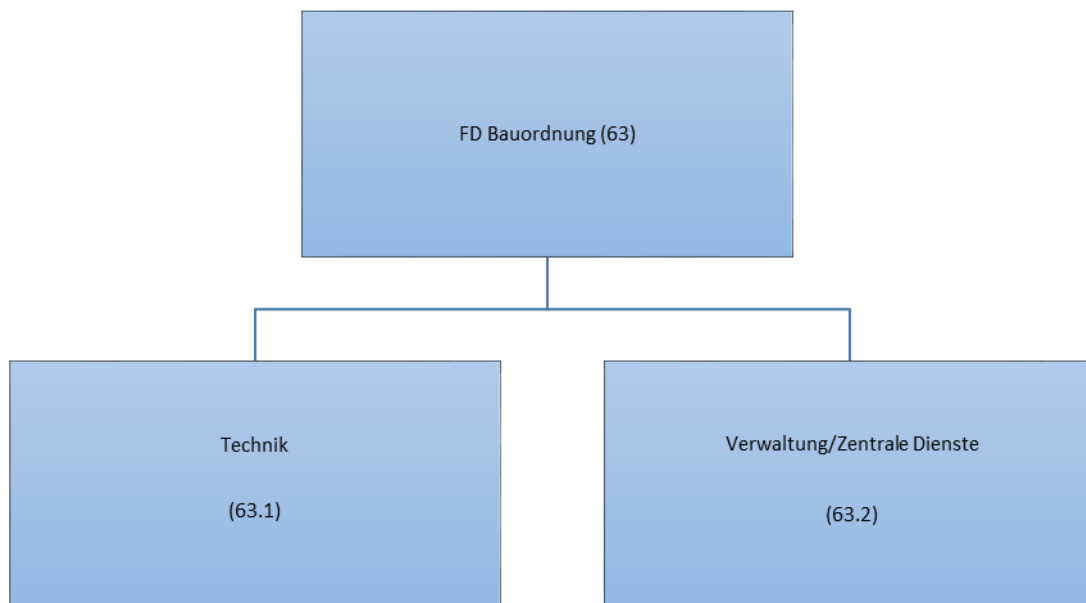 FD Bauordnung (63)
Technik
(63.1)
Verwaltung/Zentrale Dienste
(63.2)